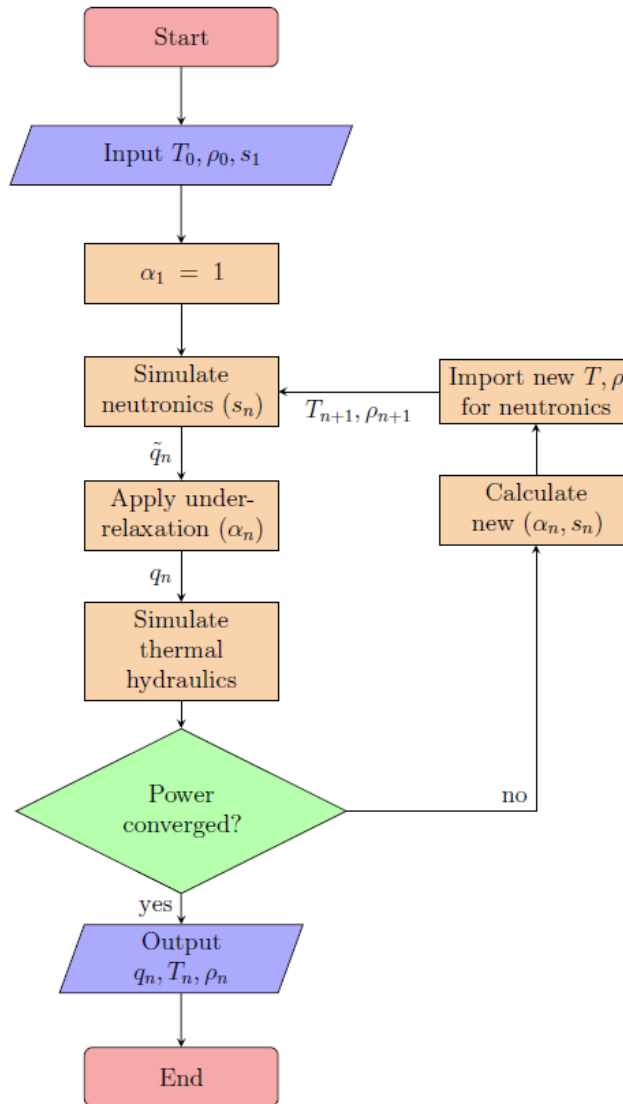 Start
Input T₀, ρ₀, s₁
α₁ = 1
Simulate
neutronics (sₙ)
q̃ₙ
Apply under-
relaxation (αₙ)
qₙ
Simulate
thermal
hydraulics
Power
converged?
no
Calculate
new (αₙ, sₙ)
Import new T, ρ
for neutronics
Tₙ₊₁, ρₙ₊₁
yes
Output
qₙ, Tₙ, ρₙ
End